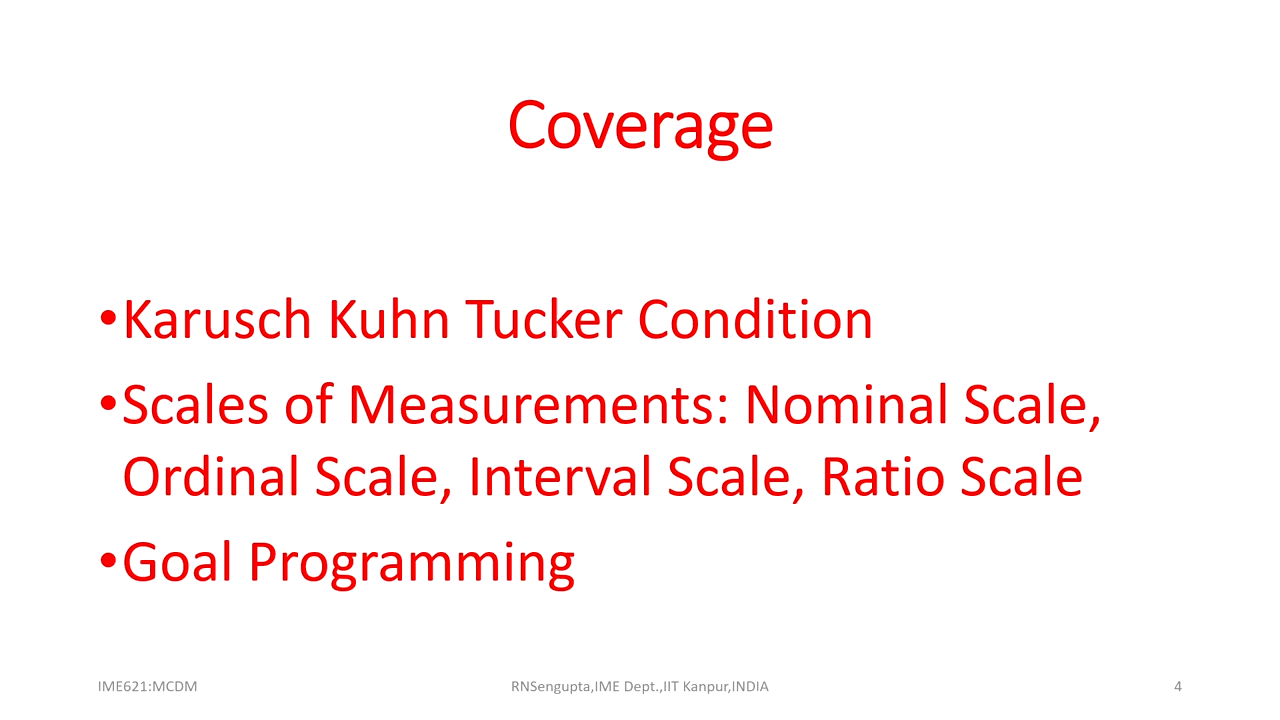 Coverage
•Karusch Kuhn Tucker Condition
•Scales of Measurements: Nominal Scale,
Ordinal Scale, Interval Scale, Ratio Scale
•Goal Programming
IME621:MCDM
RNSengupta,IME Dept.,IIT Kanpur,INDIA
4